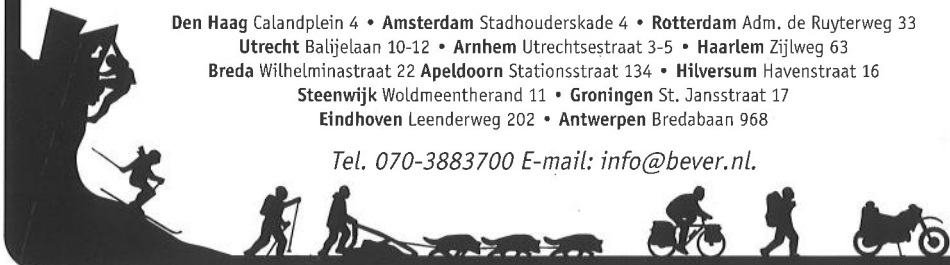 Den Haag Calandplein 4 • Amsterdam Stadhouderskade 4 • Rotterdam Adm. de Ruyterweg 33
Utrecht Balijelaan 10-12 • Arnhem Utrechtsestraat 3-5 • Haarlem Zijlweg 63
Breda Wilhelminastraat 22 Apeldoorn Stationsstraat 134 • Hilversum Havenstraat 16
Steenwijk Woldmeentherand 11 • Groningen St. Jansstraat 17
Eindhoven Leenderweg 202 • Antwerpen Bredabaan 968
Tel. 070-3883700 E-mail: info@bever.nl.